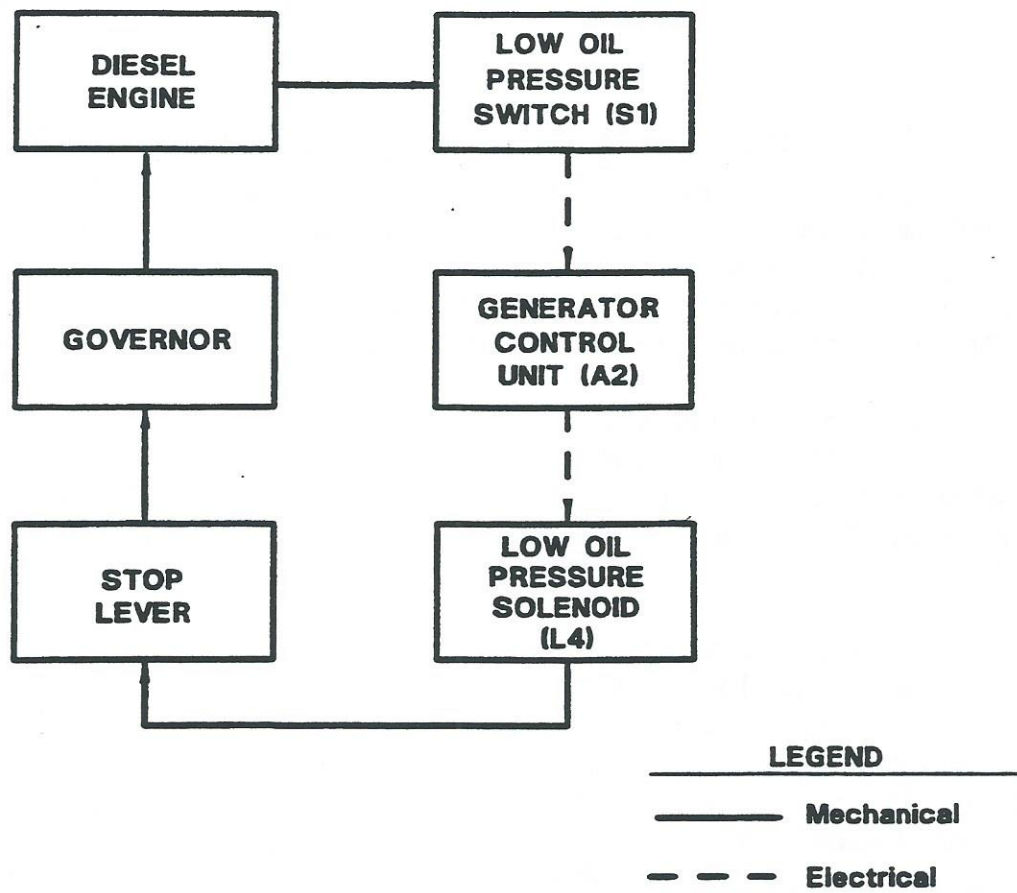 DIESEL
ENGINE
LOW OIL
PRESSURE
SWITCH (S1)
GOVERNOR
GENERATOR
CONTROL
UNIT (A2)
STOP
LEVER
LOW OIL
PRESSURE
SOLENOID
(L4)
LEGEND
Mechanical
Electrical